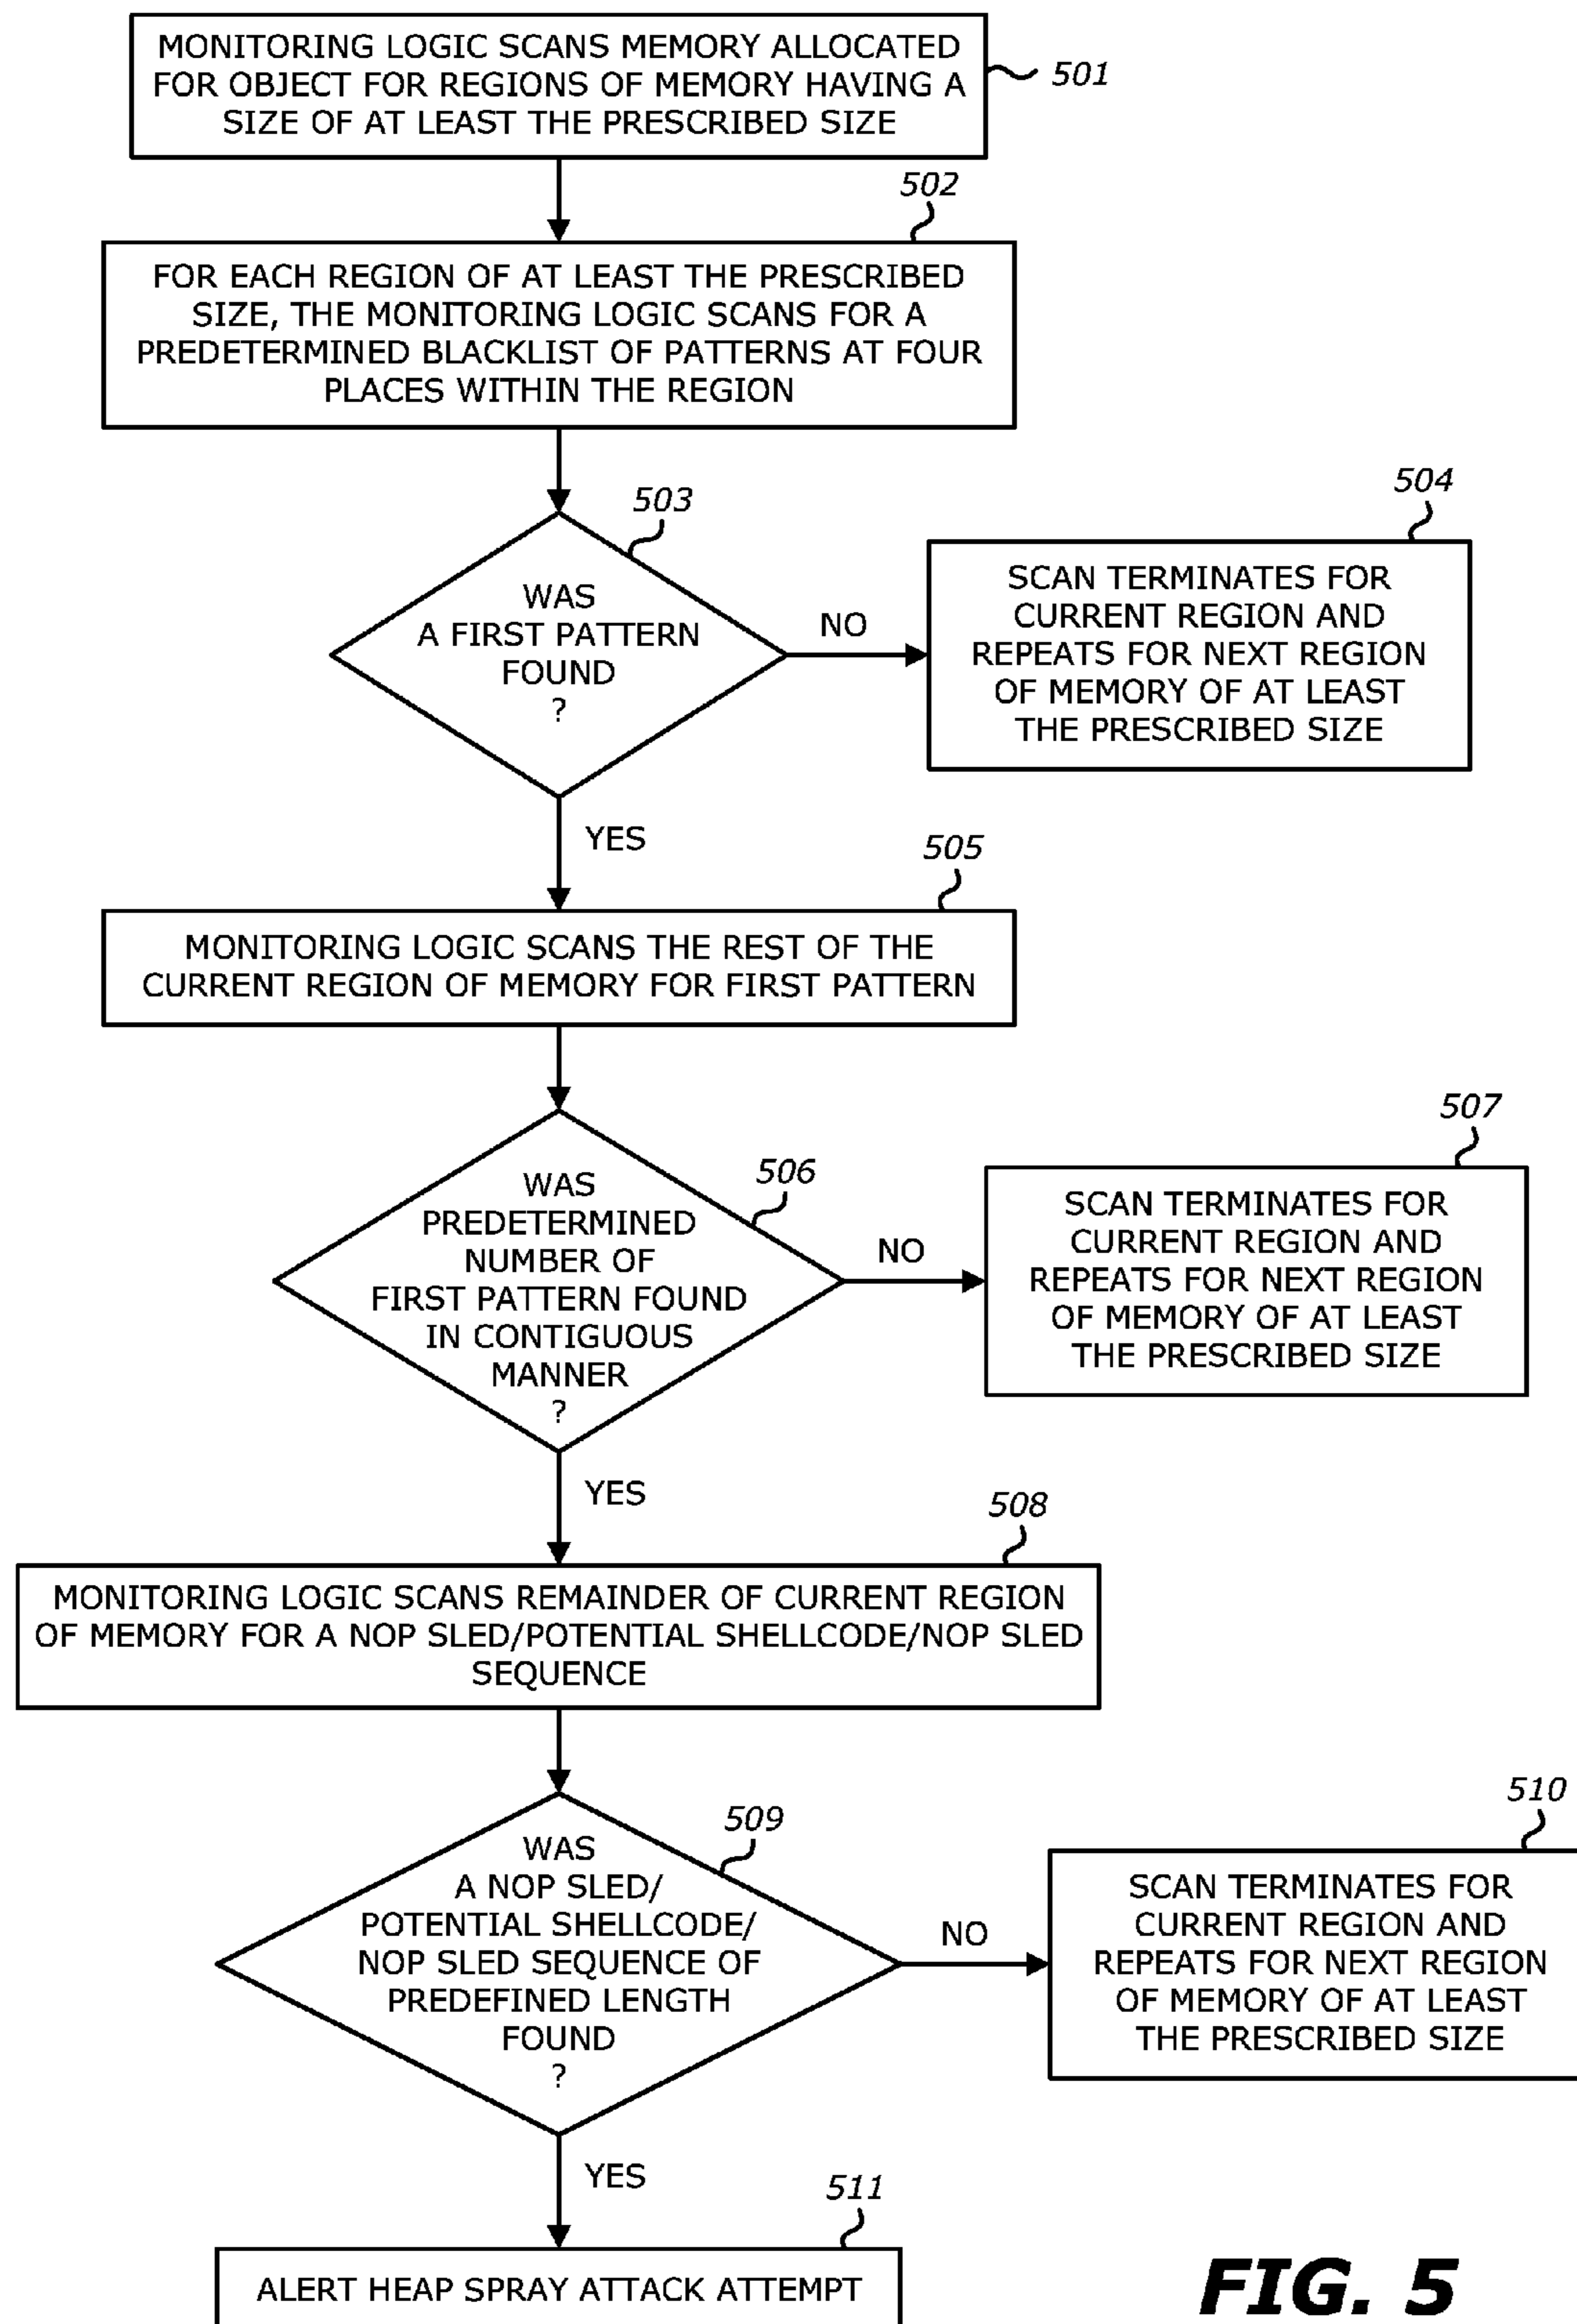 MONITORING LOGIC SCANS MEMORY ALLOCATED
FOR OBJECT FOR REGIONS OF MEMORY HAVING A
SIZE OF AT LEAST THE PRESCRIBED SIZE
501
502
FOR EACH REGION OF AT LEAST THE PRESCRIBED
SIZE, THE MONITORING LOGIC SCANS FOR A
PREDETERMINED BLACKLIST OF PATTERNS AT FOUR
PLACES WITHIN THE REGION
503
WAS
A FIRST PATTERN
FOUND
?
NO
504
SCAN TERMINATES FOR
CURRENT REGION AND
REPEATS FOR NEXT REGION
OF MEMORY OF AT LEAST
THE PRESCRIBED SIZE
YES
505
MONITORING LOGIC SCANS THE REST OF THE
CURRENT REGION OF MEMORY FOR FIRST PATTERN
506
WAS
PREDETERMINED
NUMBER OF
FIRST PATTERN FOUND
IN CONTIGUOUS
MANNER
?
NO
507
SCAN TERMINATES FOR
CURRENT REGION AND
REPEATS FOR NEXT REGION
OF MEMORY OF AT LEAST
THE PRESCRIBED SIZE
YES
508
MONITORING LOGIC SCANS REMAINDER OF CURRENT REGION
OF MEMORY FOR A NOP SLED/POTENTIAL SHELLCODE/NOP SLED
SEQUENCE
509
WAS
A NOP SLED/
POTENTIAL SHELLCODE/
NOP SLED SEQUENCE OF
PREDEFINED LENGTH
FOUND
?
NO
510
SCAN TERMINATES FOR
CURRENT REGION AND
REPEATS FOR NEXT REGION
OF MEMORY OF AT LEAST
THE PRESCRIBED SIZE
YES
511
ALERT HEAP SPRAY ATTACK ATTEMPT
FIG. 5